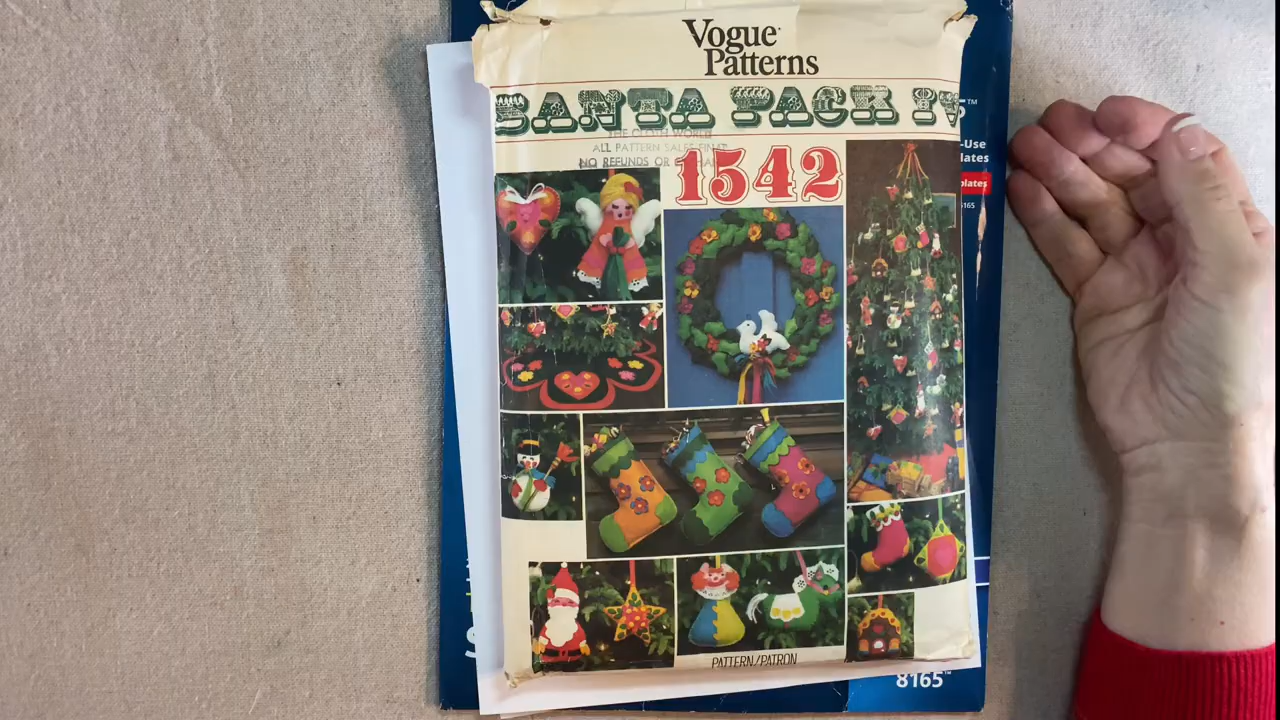 Vogue
Patterns
SANTA PACK IV
THE CLOTH WORLD
ALL PATTERN SALES FINAL
NO REFUNDS OR
1542
-Use
lates
plates
8165
PATTERN/PATRON
8165™